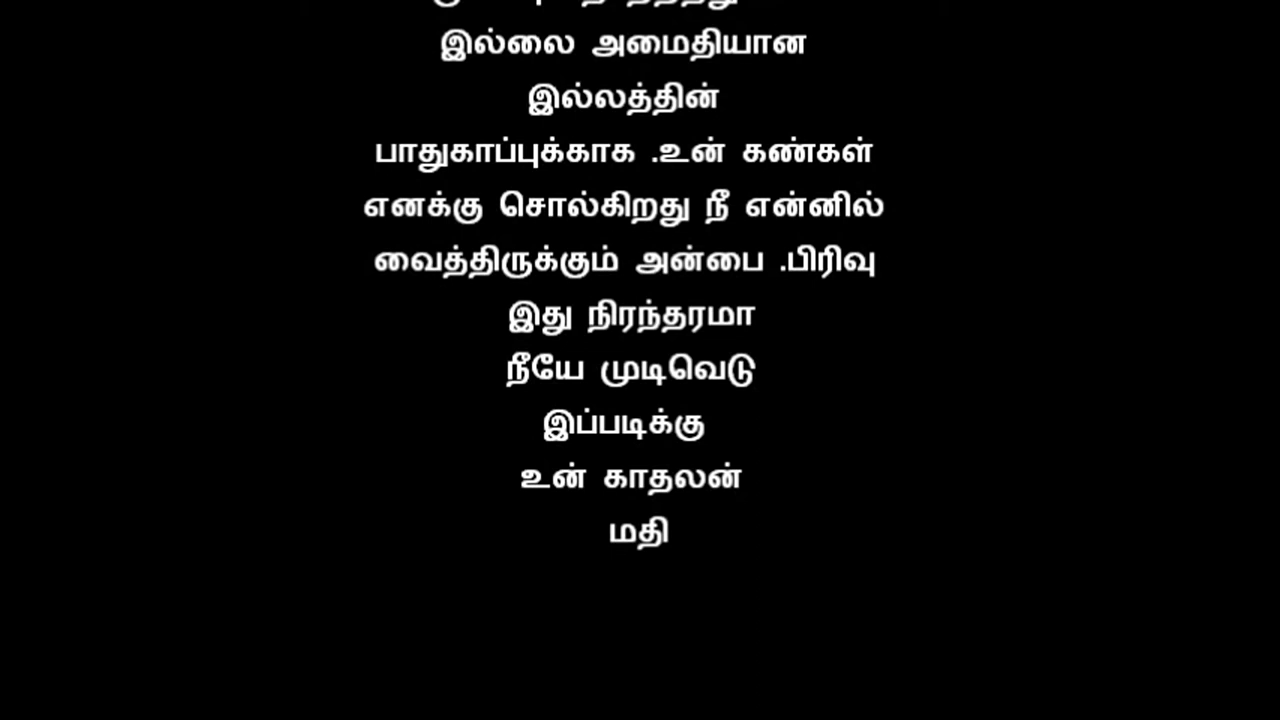 இல்லை அமைதியான
இல்லத்தின்
பாதுகாப்புக்காக .உன் கண்கள்
எனக்கு சொல்கிறது நீ என்னில்
வைத்திருக்கும் அன்பை .பிரிவு
இது நிரந்தரமா
நீயே முடிவெடு
இப்படிக்கு
உன் காதலன்
மதி